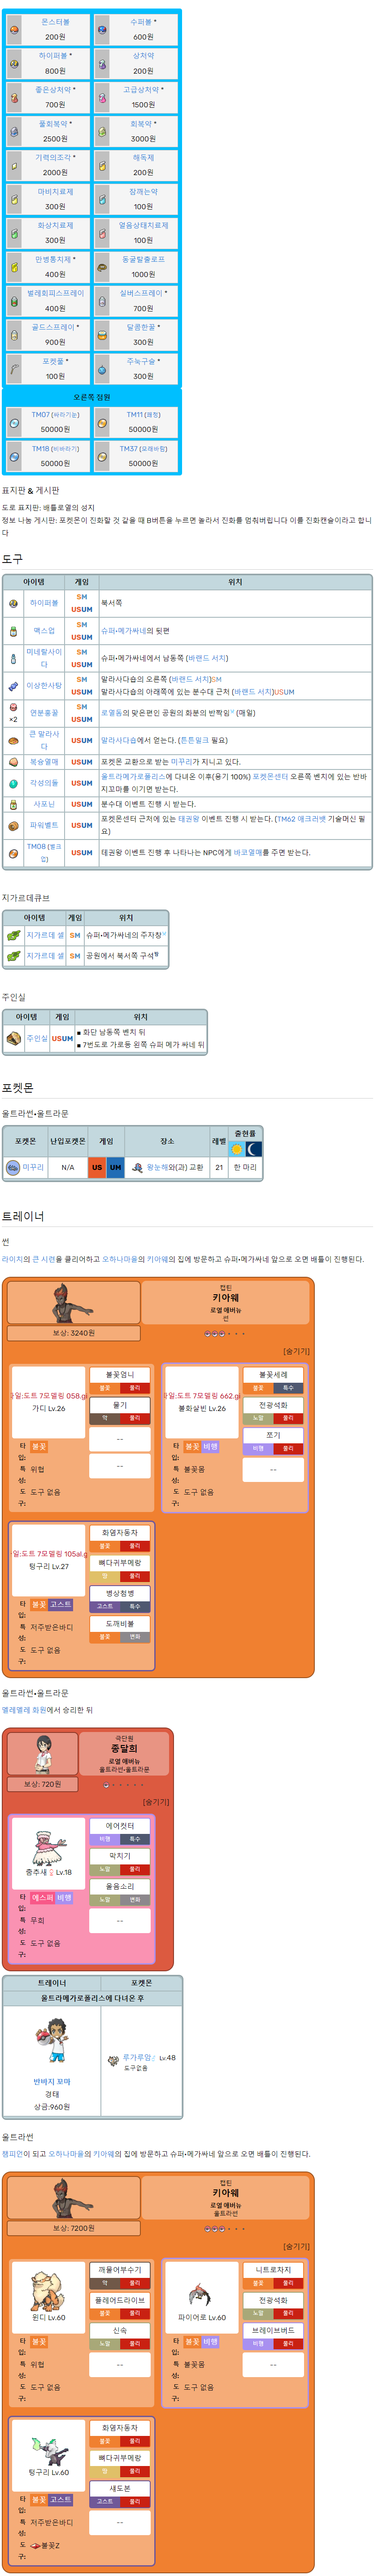 몬스터볼
200원
수퍼볼 *
600원
하이퍼볼 *
800원
상처약
200원
좋은상처약 *
700원
고급상처약 *
1500원
풀회복약 *
2500원
회복약 *
3000원
기력의조각 *
2000원
해독제
200원
마비치료제
300원
잠깨는약
100원
화상치료제
300원
얼음상태치료제
100원
만병통치제 *
400원
동굴탈출로프
1000원
벌레회피스프레이
400원
실버스프레이 *
700원
골드스프레이 *
900원
달콤한꿀 *
300원
포켓풀 *
100원
주눅구슬 *
300원
오른쪽 점원
TM07 (싸라기눈)
50000원
TM11 (쾌청)
50000원
TM18 (비바라기)
50000원
TM37 (모래바람)
50000원
표지판 & 게시판
도로 표지판: 배틀로열의 성지
정보 나눔 게시판: 포켓몬이 진화할 것 같을 때 B버튼을 누르면 놀라서 진화를 멈춰버립니다 이를 진화캔슬이라고 합니
다
도구
아이템 게임 위치
하이퍼볼 SM USUM 북서쪽
맥스업 SM USUM 슈퍼•메가싸네의 뒷편
미네랄사이다 SM USUM 슈퍼•메가싸네에서 남동쪽 (바랜드 서치)
이상한사탕 SM USUM 말라사다숍의 오른쪽 (바랜드 서치)SM
말라사다숍의 아래쪽에 있는 분수대 근처 (바랜드 서치)USUM
×2 연분홍꿀 SM USUM 로열돔의 맞은편인 공원의 화분의 반짝임 (매일)
큰 말라사다 USUM 말라사다숍에서 얻는다. (튼튼밀크 필요)
복슝열매 USUM 포켓몬 교환으로 받는 미꾸리가 지니고 있다.
각성의돌 USUM 울트라메가로폴리스에 다녀온 이후(용기 100%) 포켓몬센터 오른쪽 벤치에 있는 반바
지꼬마를 이기면 받는다.
사포닌 USUM 분수대 이벤트 진행 시 받는다.
파워벨트 USUM 포켓몬센터 근처에 있는 태권왕 이벤트 진행 시 받는다. (TM62 애크러뱃 기술머신 필
요)
TM08 (벌크업) USUM 태권왕 이벤트 진행 후 나타나는 NPC에게 바코열매를 주면 받는다.
지가르데큐브
아이템 게임 위치
지가르데 셀 SM 슈퍼•메가싸네의 주차장
지가르데 셀 SM 공원에서 북서쪽 구석
주인실
아이템 게임 위치
주인실 USUM ■ 화단 남동쪽 벤치 뒤
■ 7번도로 가로등 왼쪽 슈퍼 메가 싸네 뒤
포켓몬
울트라썬•울트라문
포켓몬 난입포켓몬 게임 장소 레벨 출현률
미꾸리 N/A US UM 왕눈해와(과) 교환 21 한 마리
트레이너
썬
라이치의 큰 시련을 클리어하고 오하나마을의 키아웨의 집에 방문하고 슈퍼•메가싸네 앞으로 오면 배틀이 진행된다.
캡틴
키아웨
로열 애버뉴
썬
보상: 3240원
[숨기기]
파일:도트 7모델링 058.gif
가디 Lv.26
타입: 불꽃
특성: 위협
도구: 도구 없음
불꽃엄니
불꽃 물리
물기
악 물리
--
--
파일:도트 7모델링 662.gif
불화살빈 Lv.26
타입: 불꽃 비행
특성: 불꽃몸
도구: 도구 없음
불꽃세례
불꽃 특수
전광석화
노말 물리
쪼기
비행 물리
--
파일:도트 7모델링 105al.gif
텅구리 Lv.27
타입: 불꽃 고스트
특성: 저주받은바디
도구: 도구 없음
화염자동차
불꽃 물리
뼈다귀부메랑
땅 물리
병상첨병
고스트 특수
도깨비불
불꽃 변화
울트라썬•울트라문
멜레멜레 화원에서 승리한 뒤
극단원
종달희
로열 애버뉴
울트라썬•울트라문
보상: 720원
[숨기기]
춤추새 ♀ Lv.18
타입: 에스퍼 비행
특성: 무희
도구: 도구 없음
에어컷터
비행 특수
막치기
노말 물리
울음소리
노말 변화
--
트레이너 포켓몬
울트라메가로폴리스에 다녀온 후
반바지 꼬마
경태
상금:960원
루가루암♂ Lv.48
도구없음
울트라썬
챔피언이 되고 오하나마을의 키아웨의 집에 방문하고 슈퍼•메가싸네 앞으로 오면 배틀이 진행된다.
캡틴
키아웨
로열 애버뉴
울트라썬
보상: 7200원
[숨기기]
윈디 Lv.60
타입: 불꽃
특성: 위협
도구: 도구 없음
깨물어부수기
악 물리
플레어드라이브
불꽃 물리
신속
노말 물리
--
파이어로 Lv.60
타입: 불꽃 비행
특성: 불꽃몸
도구: 도구 없음
니트로차지
불꽃 물리
전광석화
노말 물리
브레이브버드
비행 물리
--
텅구리 Lv.60
타입: 불꽃 고스트
특성: 저주받은바디
도구: 불꽃Z
화염자동차
불꽃 물리
뼈다귀부메랑
땅 물리
섀도본
고스트 물리
--